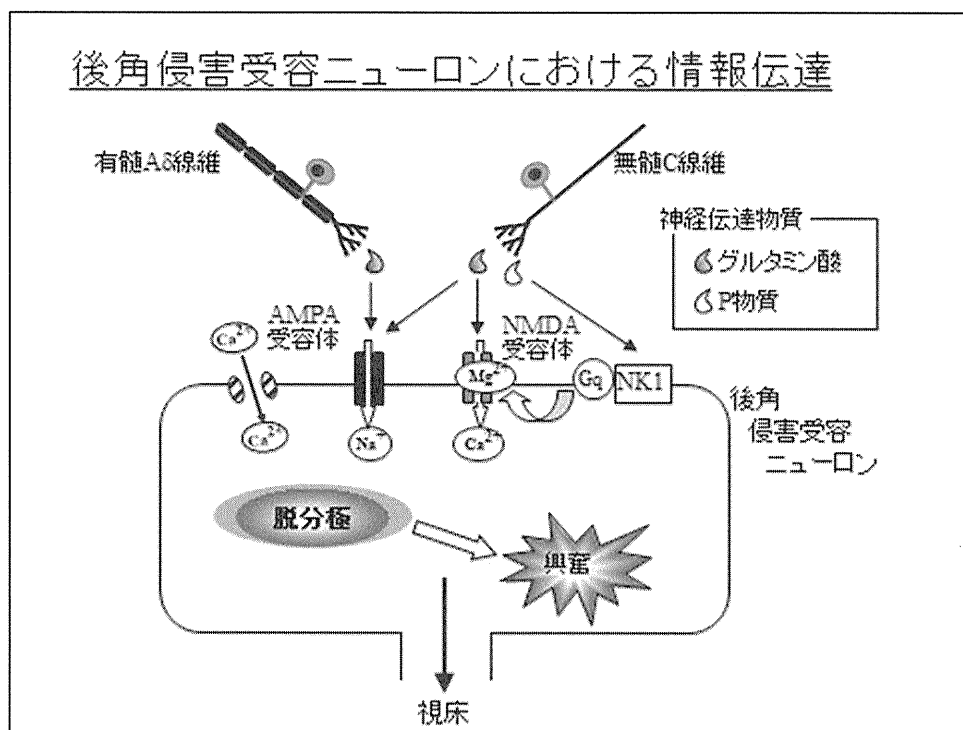 後角侵害受容ニューロンにおける情報伝達
有髄Aδ線維
無髄C線維
神経伝達物質
グルタミン酸
P物質
AMPA
受容体
NMDA
受容体
Ca2+
Mg2+
Gq
NK1
Ca2+
Na+
Ca2+
後角
侵害受容
ニューロン
脱分極
興奮
視床